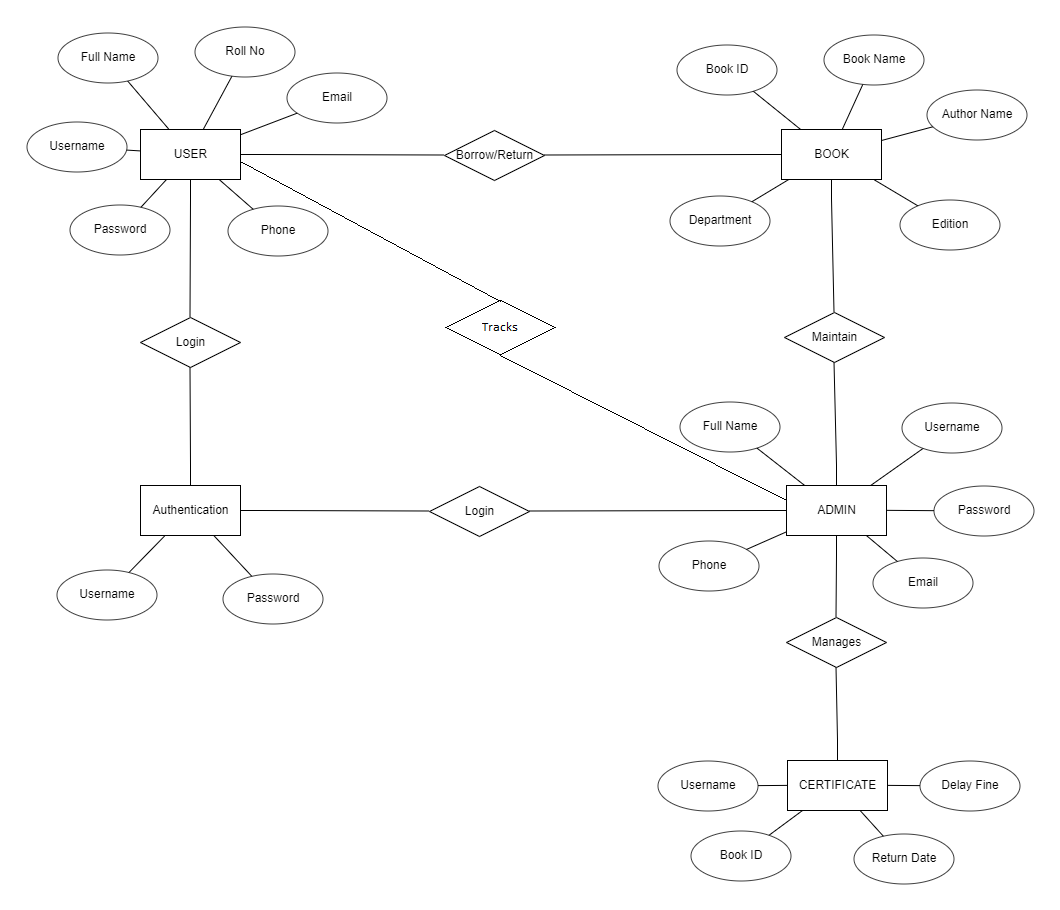 Full Name
Roll No
Email
Username
USER
Password
Phone
Borrow/Return
Book ID
Book Name
Author Name
BOOK
Department
Edition
Login
Tracks
Maintain
Full Name
Username
Authentication
Login
ADMIN
Password
Phone
Email
Username
Password
Manages
Username
CERTIFICATE
Delay Fine
Book ID
Return Date